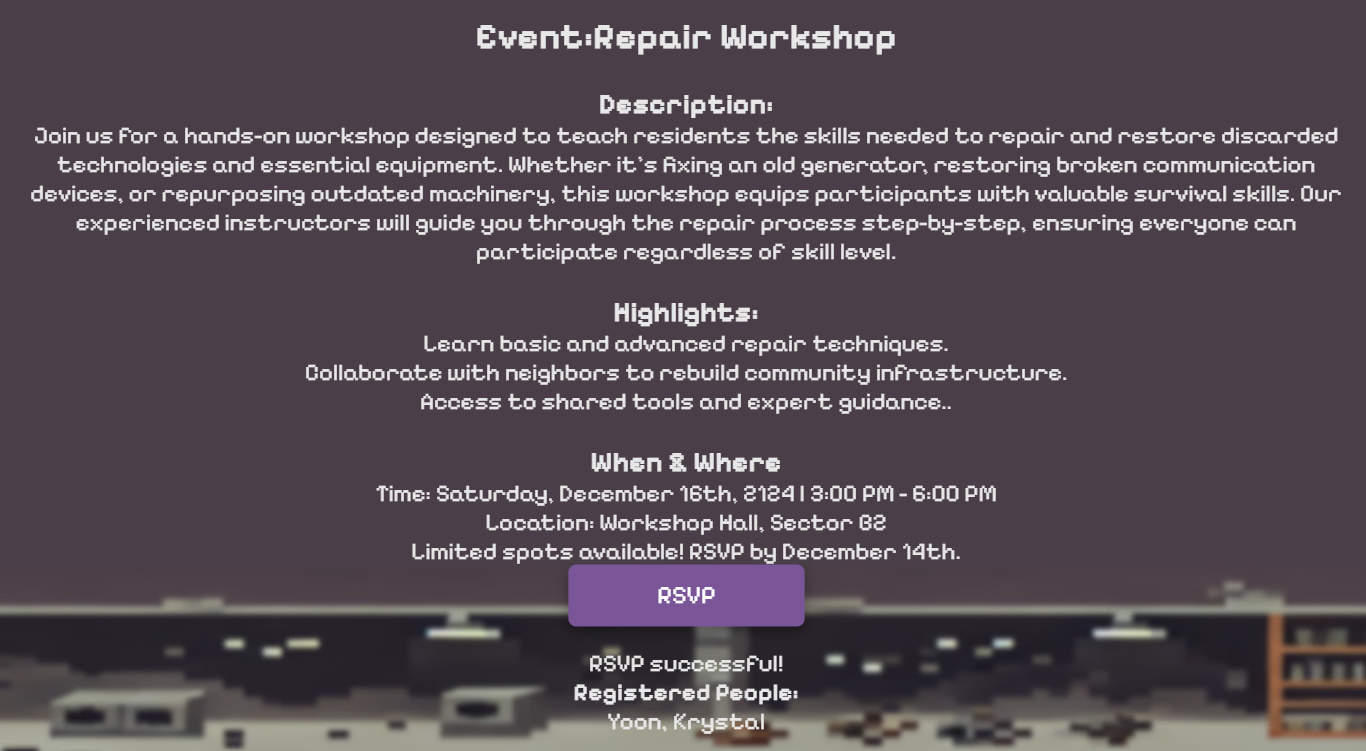 Event:Repair Workshop
Description:
Join us for a hands-on workshop designed to teach residents the skills needed to repair and restore discarded
technologies and essential equipment. Whether it's fixing an old generator, restoring broken communication
devices, or repurposing outdated machinery, this workshop equips participants with valuable survival skills. Our
experienced instructors will guide you through the repair process step-by-step, ensuring everyone can
participate regardless of skill level.
Highlights:
Learn basic and advanced repair techniques.
Collaborate with neighbors to rebuild community infrastructure.
Access to shared tools and expert guidance..
When & Where
Time: Saturday, December 16th, 2124 | 3:00 PM - 6:00 PM
Location: Workshop Hall, Sector B2
Limited spots available! RSVP by December 14th.
RSVP
RSVP successful!
Registered People:
Yoon, Krystal